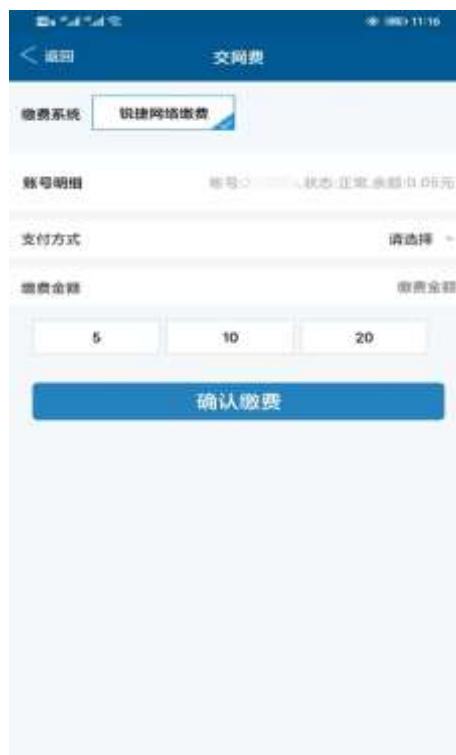 11:16
返回
交网费
缴费系统
锐捷网络缴费
账号明细
账号: 状态:正常,余额:0.05元
支付方式
请选择
缴费金额
缴费金额
5
10
20
确认缴费